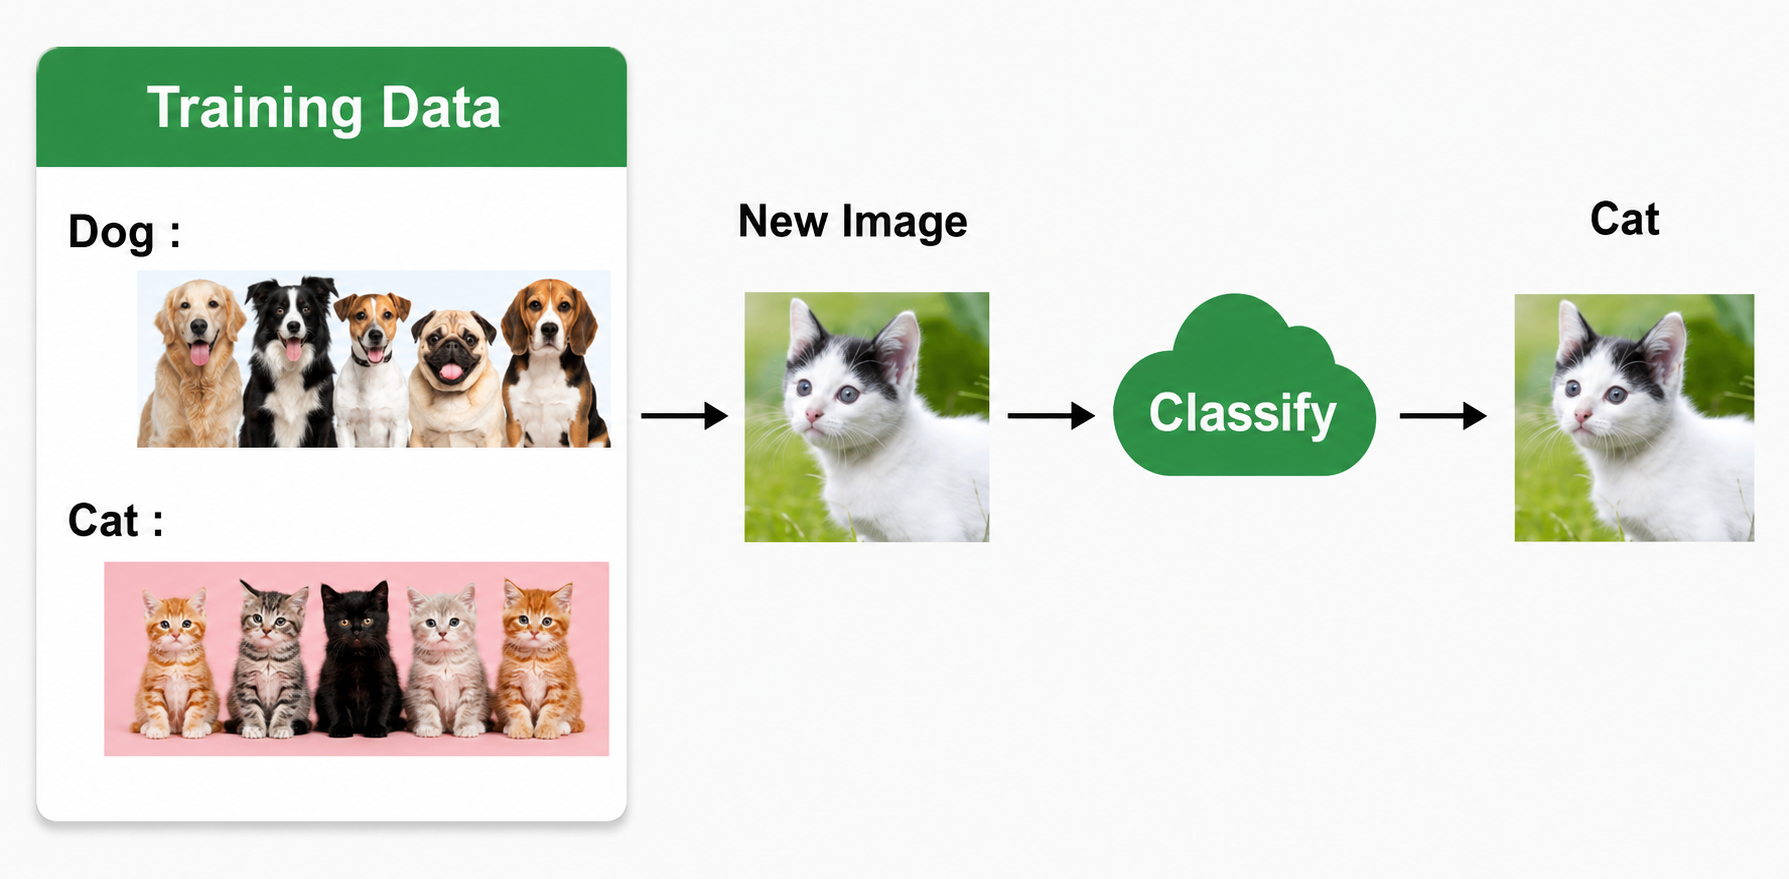 Training Data
Dog :
Cat :
New Image
Classify
Cat